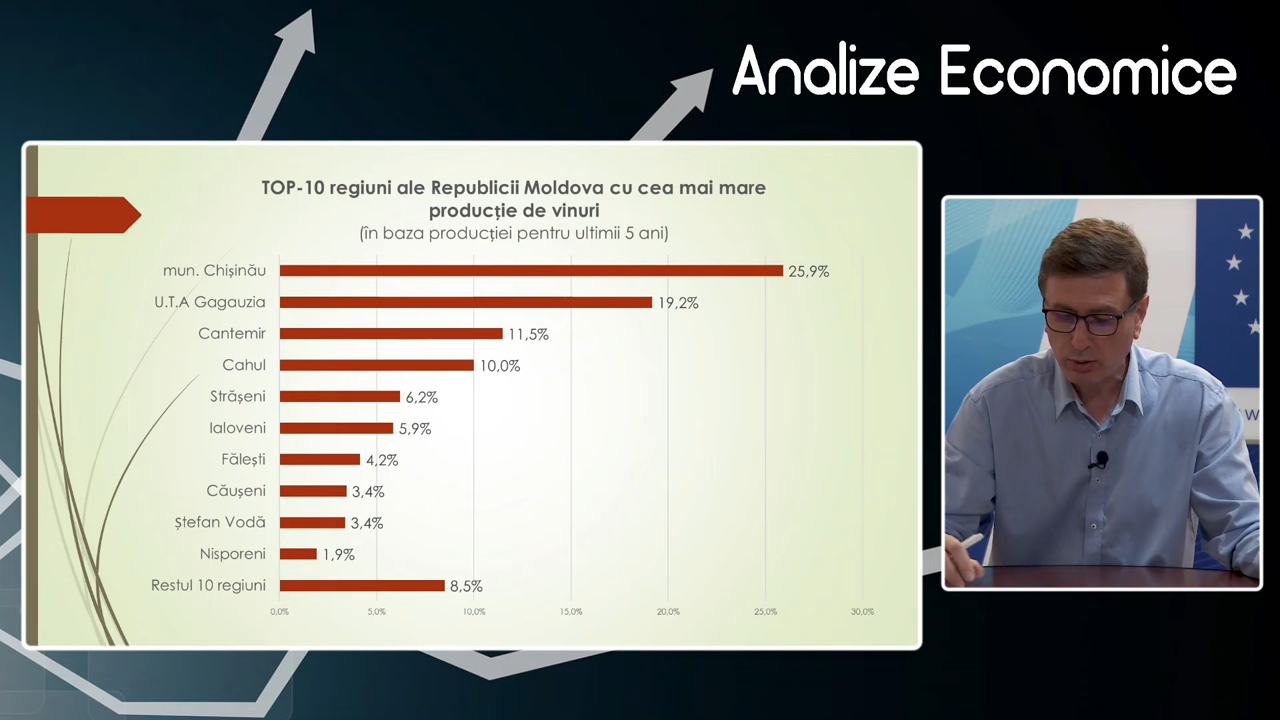 Analize Economice
TOP-10 regiuni ale Republicii Moldova cu cea mai mare
producție de vinuri
(în baza producției pentru ultimii 5 ani)
mun. Chișinău 25,9%
U.T.A Gagauzia 19,2%
Cantemir 11,5%
Cahul 10,0%
Strășeni 6,2%
Ialoveni 5,9%
Fălești 4,2%
Căușeni 3,4%
Ștefan Vodă 3,4%
Nisporeni 1,9%
Restul 10 regiuni 8,5%
0,0% 5,0% 10,0% 15,0% 20,0% 25,0% 30,0%
W